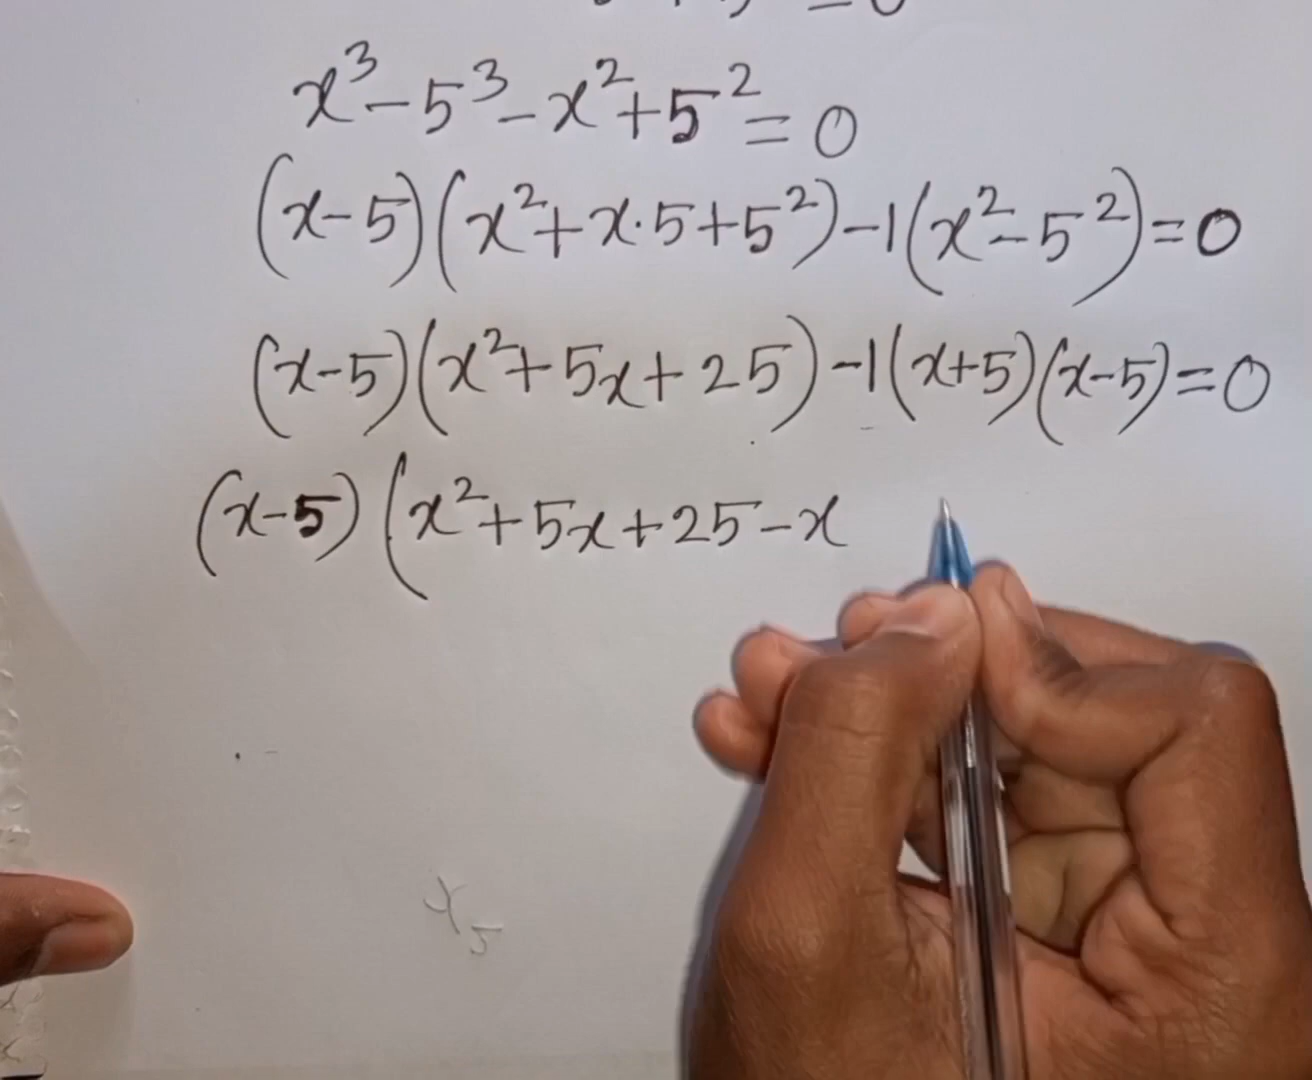 = 0
x³ - 5³ - x² + 5² = 0
(x - 5)(x² + x·5 + 5²) - 1(x² - 5²) = 0
(x - 5)(x² + 5x + 25) - 1(x + 5)(x - 5) = 0
(x - 5)(x² + 5x + 25 - x